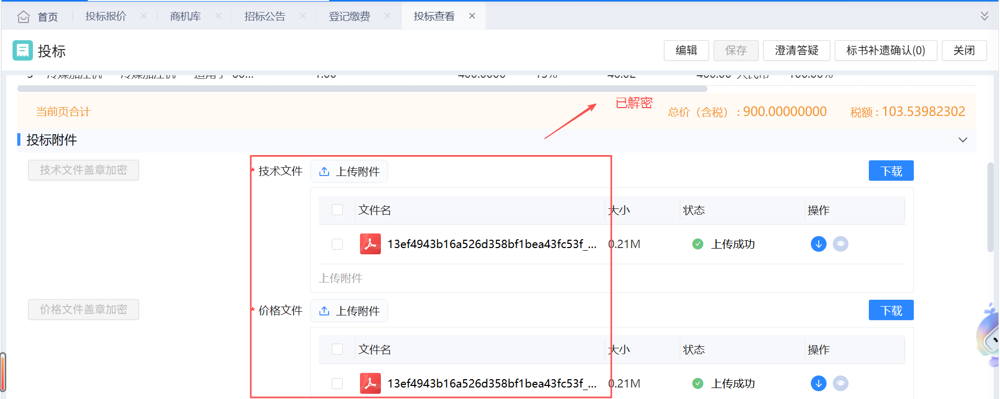 首页 投标报价 商机库 招标公告 登记缴费 投标查看
投标 编辑 保存 澄清答疑 标书补遗确认(0) 关闭
已解密
当前页合计 总价（含税）: 900.00000000 税额 : 103.53982302
投标附件
技术文件盖章加密 * 技术文件 上传附件 下载
文件名 大小 状态 操作
13ef4943b16a526d358bf1bea43fc53f_... 0.21M 上传成功
上传附件
价格文件盖章加密 * 价格文件 上传附件 下载
文件名 大小 状态 操作
13ef4943b16a526d358bf1bea43fc53f_... 0.21M 上传成功